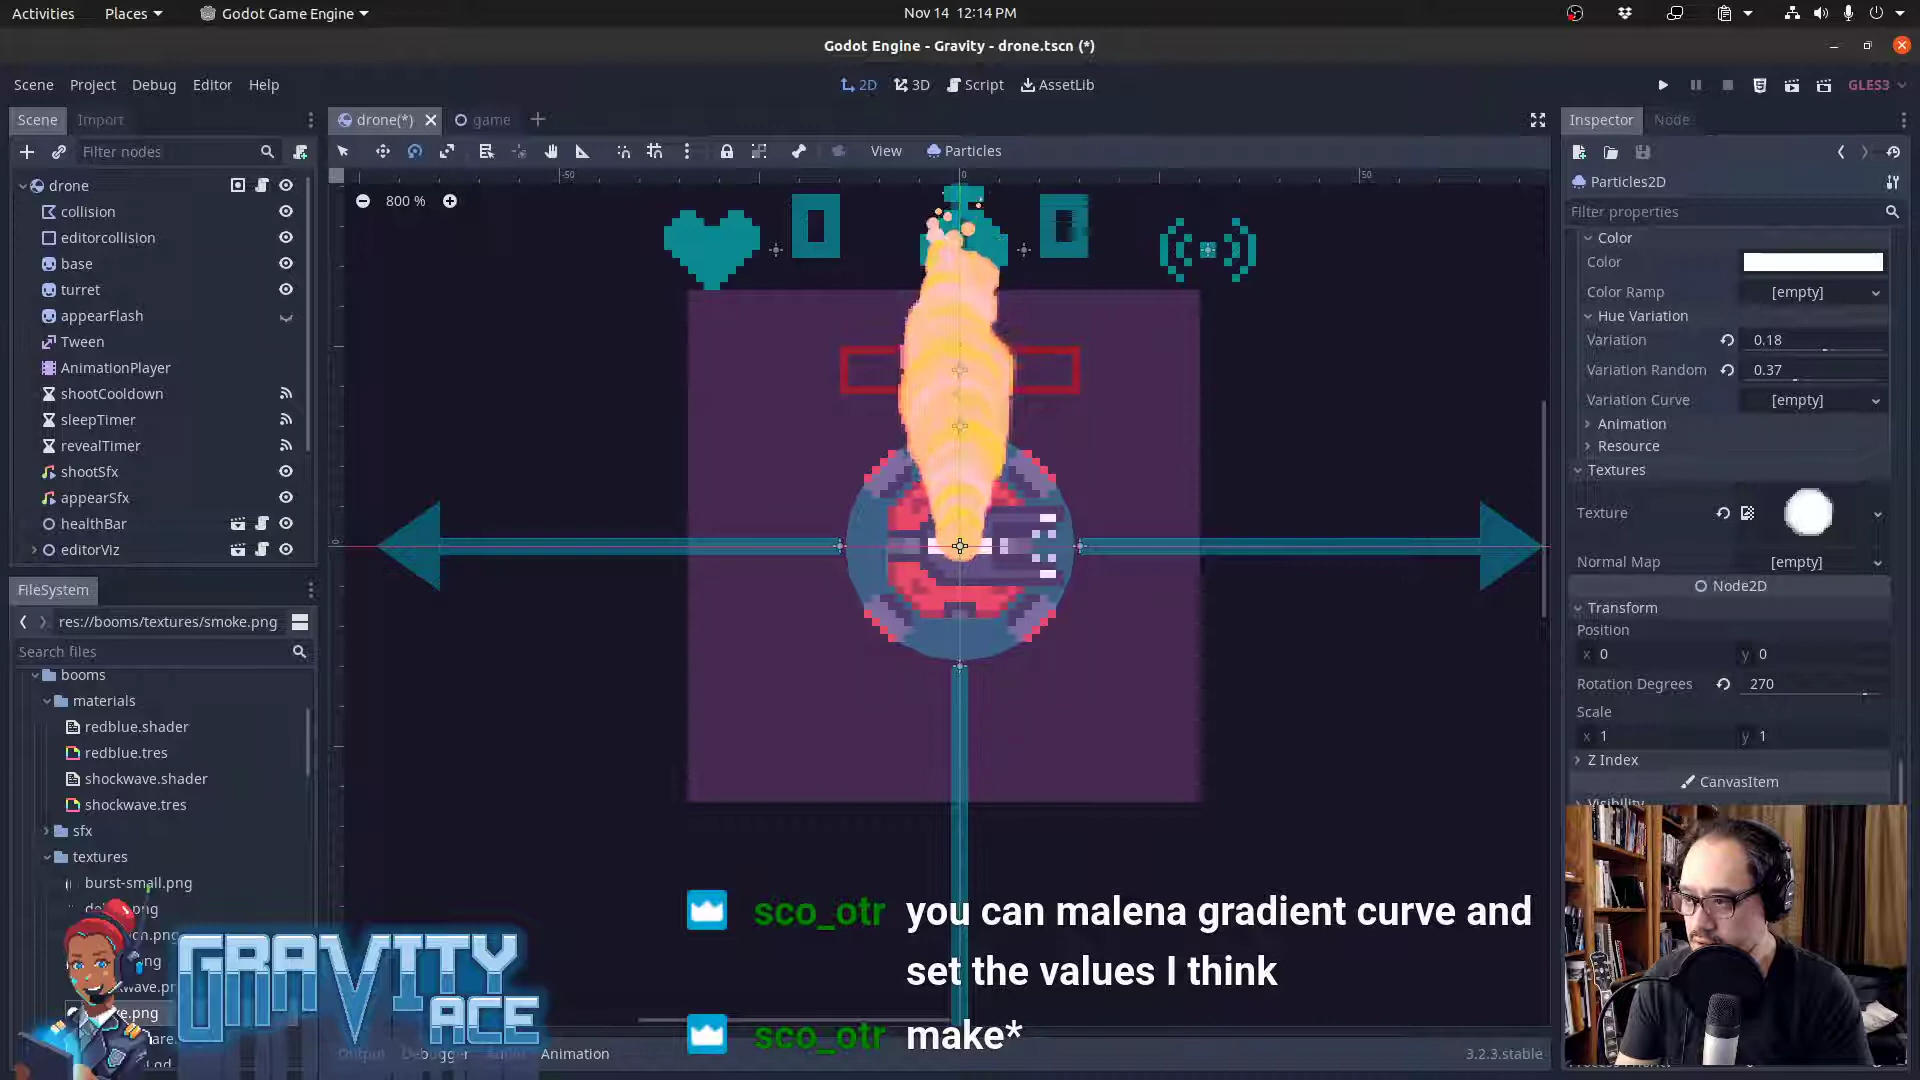 Activities
Places
Godot Game Engine
Nov 14 12:14 PM
Godot Engine - Gravity - drone.tscn (*)
Scene
Project
Debug
Editor
Help
2D
3D
Script
AssetLib
GLES3
Scene
Import
drone(*)
game
Inspector
Node
Filter nodes
View
Particles
drone
collision
editorcollision
base
turret
appearFlash
Tween
AnimationPlayer
shootCooldown
sleepTimer
revealTimer
shootSfx
appearSfx
healthBar
editorViz
FileSystem
res://booms/textures/smoke.png
Search files
booms
materials
redblue.shader
redblue.tres
shockwave.shader
shockwave.tres
sfx
textures
burst-small.png
-50
0
50
800 %
Particles2D
Filter properties
Color
Color
Color Ramp
[empty]
Hue Variation
Variation
0.18
Variation Random
0.37
Variation Curve
[empty]
Animation
Resource
Textures
Texture
Normal Map
[empty]
Node2D
Transform
Position
x 0
y 0
Rotation Degrees
270
Scale
x 1
y 1
Z Index
CanvasItem
Visibility
GRAVITY
ACE
sco_otr you can malena gradient curve and
set the values I think
sco_otr make*
Output
Debugger
Audio
Animation
3.2.3.stable